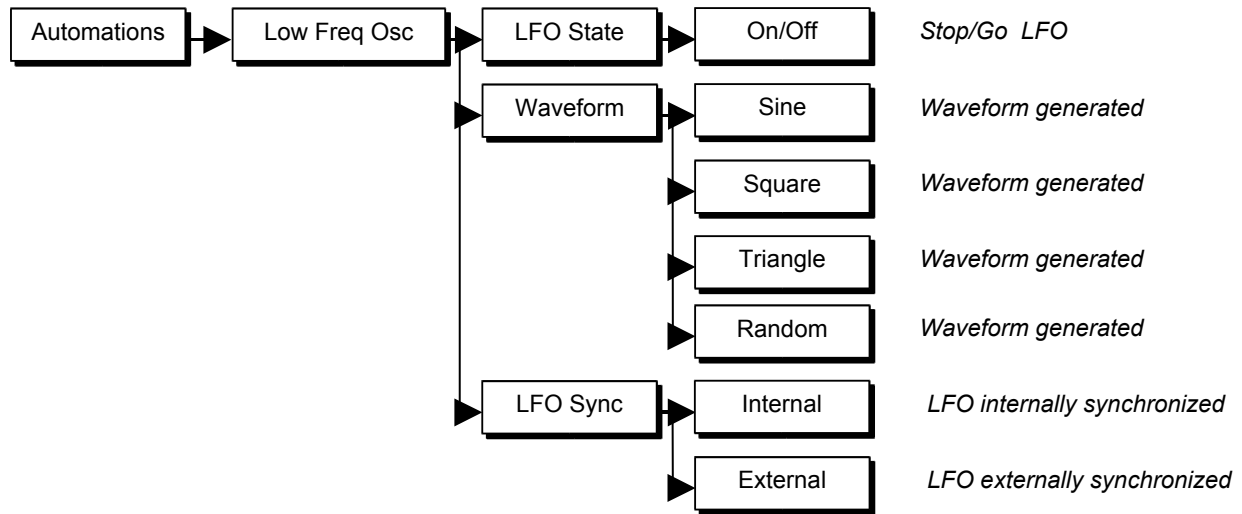 Automations Low Freq Osc LFO State On/Off Stop/Go LFO
Waveform Sine Waveform generated
Square Waveform generated
Triangle Waveform generated
Random Waveform generated
LFO Sync Internal LFO internally synchronized
External LFO externally synchronized